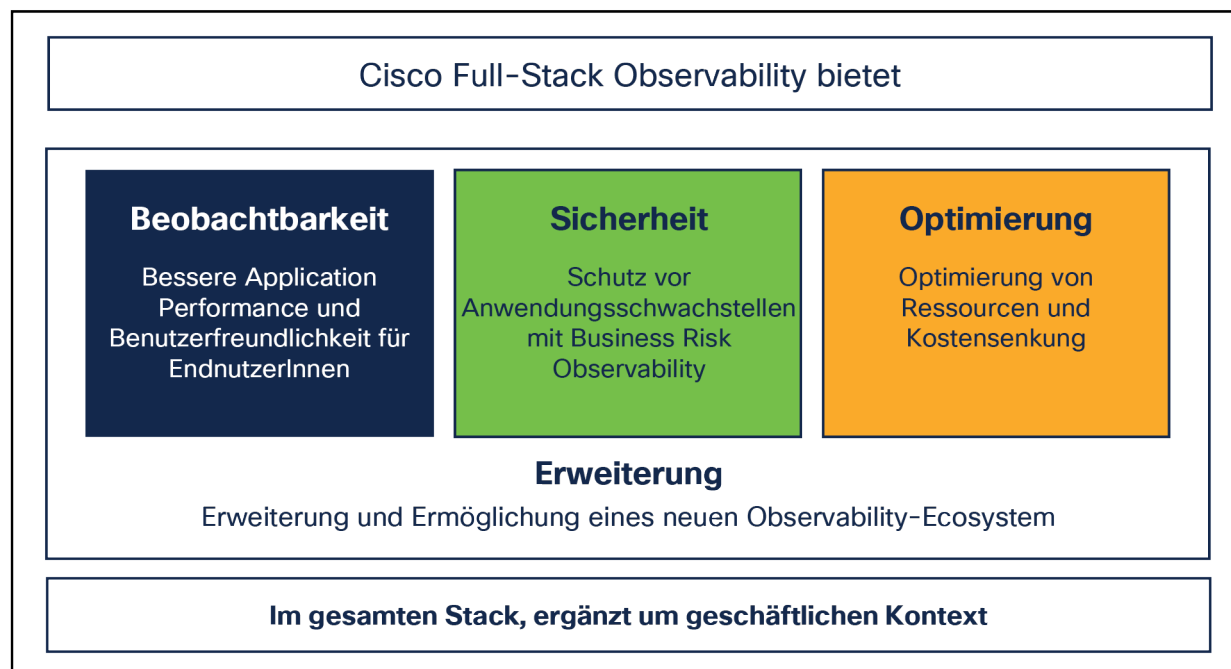 Cisco Full-Stack Observability bietet
Beobachtbarkeit
Bessere Application
Performance und
Benutzerfreundlichkeit für
EndnutzerInnen
Sicherheit
Schutz vor
Anwendungsschwachstellen
mit Business Risk
Observability
Optimierung
Optimierung von
Ressourcen und
Kostensenkung
Erweiterung
Erweiterung und Ermöglichung eines neuen Observability-Ecosystem
Im gesamten Stack, ergänzt um geschäftlichen Kontext